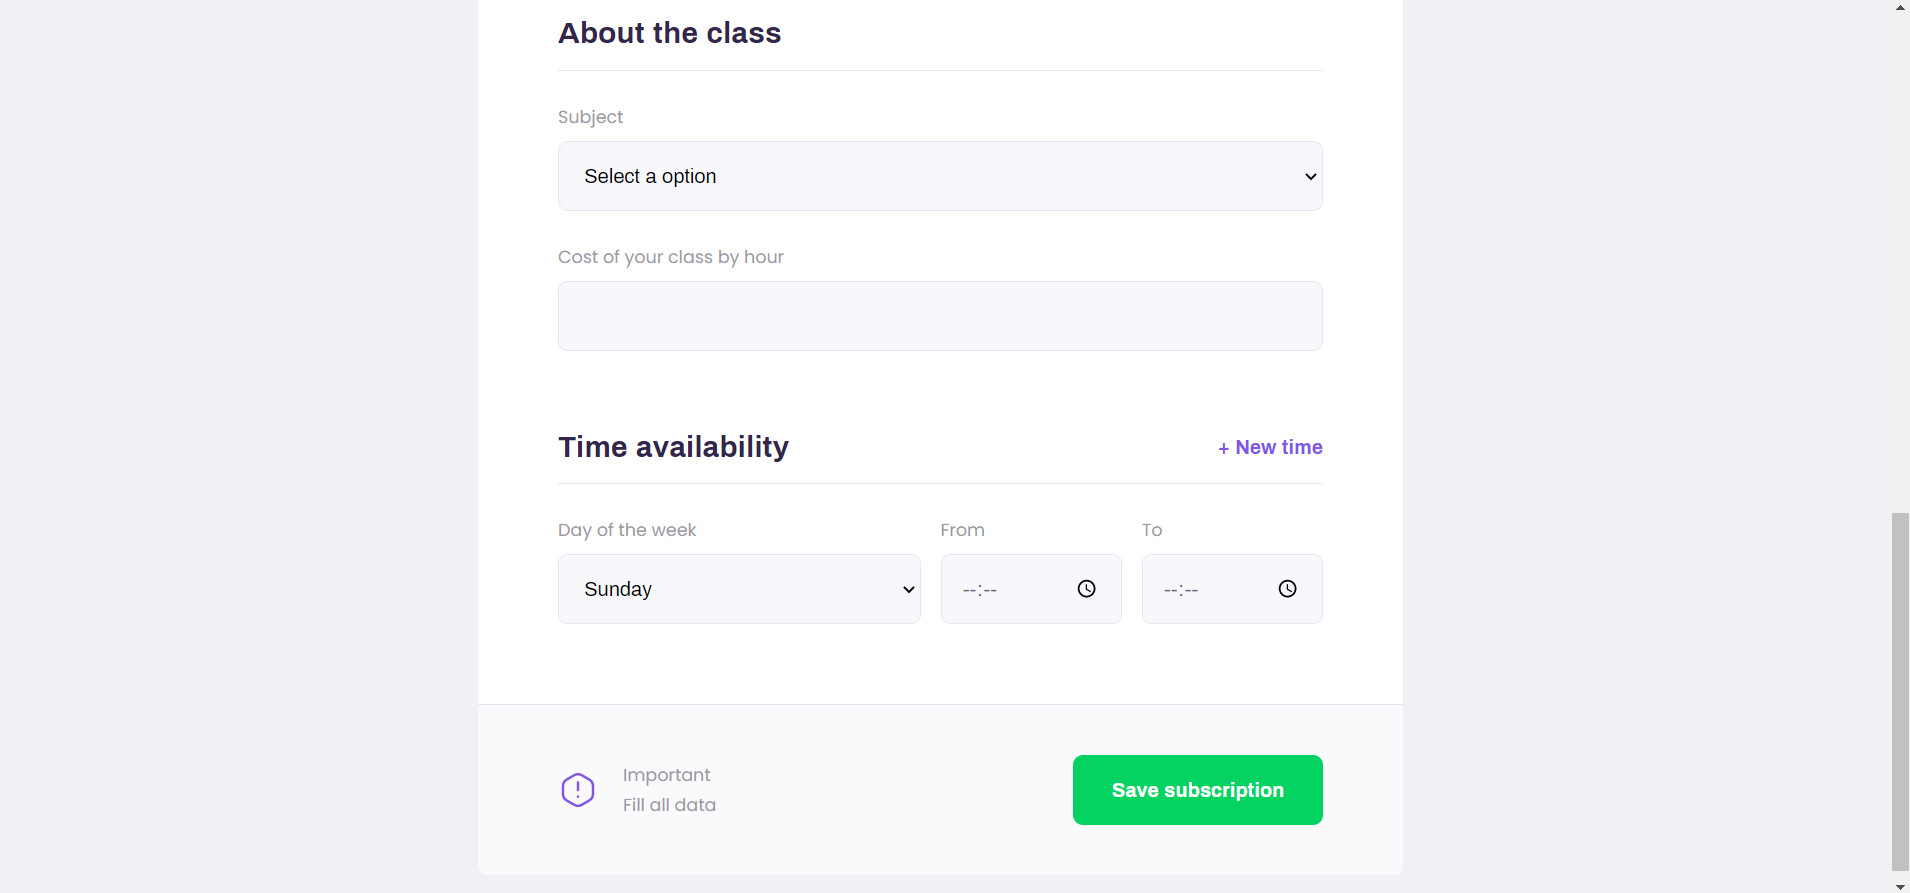 About the class
Subject
Select a option
Cost of your class by hour
Time availability
+ New time
Day of the week
From
To
Sunday
--:--
--:--
Important
Fill all data
Save subscription